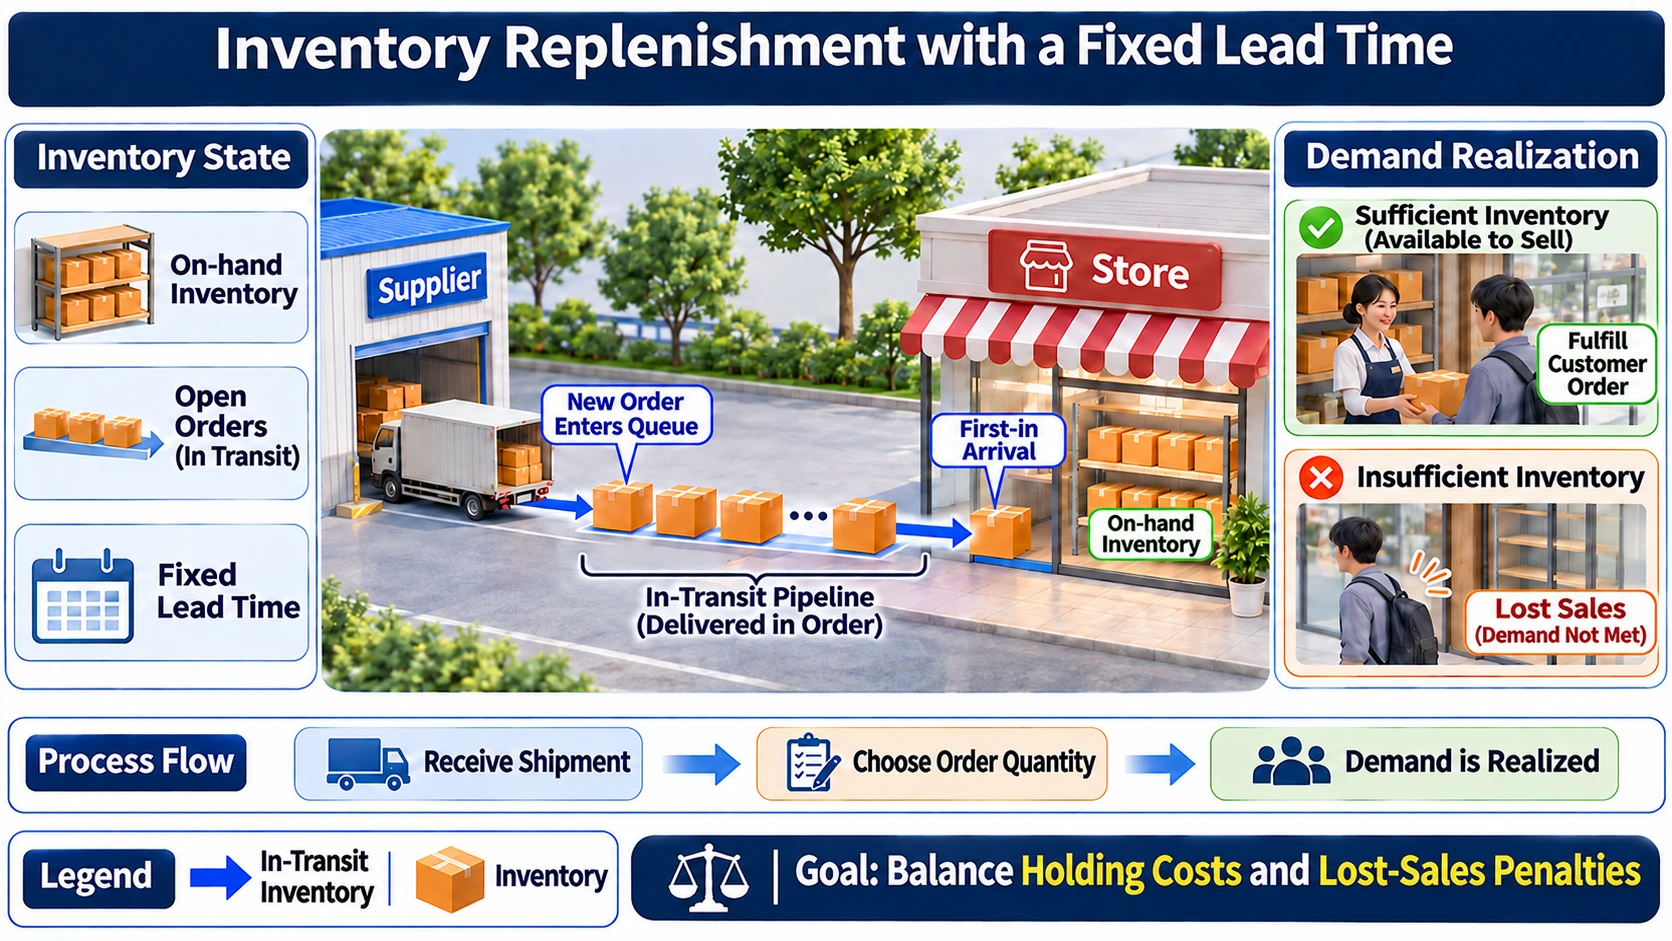 Inventory Replenishment with a Fixed Lead Time
Inventory State
On-hand
Inventory
Open
Orders
(In Transit)
Fixed
Lead Time
Supplier
Store
New Order
Enters Queue
First-in
Arrival
On-hand
Inventory
In-Transit Pipeline
(Delivered in Order)
Demand Realization
Sufficient Inventory
(Available to Sell)
Fulfill
Customer
Order
Insufficient Inventory
Lost Sales
(Demand Not Met)
Process Flow
Receive Shipment
Choose Order Quantity
Demand is Realized
Legend
In-Transit
Inventory
Inventory
Goal: Balance Holding Costs and Lost-Sales Penalties